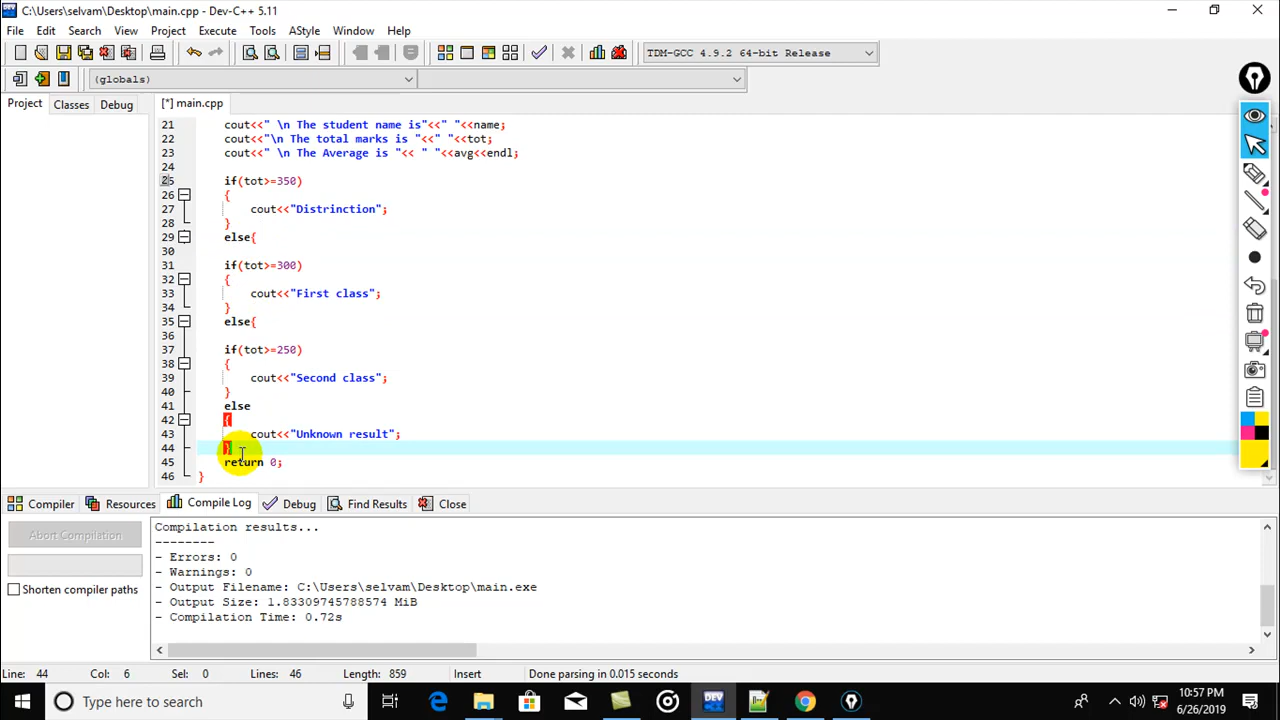 C:\Users\selvam\Desktop\main.cpp - Dev-C++ 5.11
File Edit Search View Project Execute Tools AStyle Window Help
TDM-GCC 4.9.2 64-bit Release
(globals)
Project Classes Debug
[*] main.cpp
21 cout<<" \n The student name is"<<" "<<name;
22 cout<<"\n The total marks is "<<" "<<tot;
23 cout<<" \n The Average is "<< " "<<avg<<endl;
24
25 if(tot>=350)
26 {
27 cout<<"Distrinction";
28 }
29 else{
30
31 if(tot>=300)
32 {
33 cout<<"First class";
34 }
35 else{
36
37 if(tot>=250)
38 {
39 cout<<"Second class";
40 }
41 else
42 {
43 cout<<"Unknown result";
44 }
45 return 0;
46 }
Compiler Resources Compile Log Debug Find Results Close
Abort Compilation
Shorten compiler paths
Compilation results...
--------
- Errors: 0
- Warnings: 0
- Output Filename: C:\Users\selvam\Desktop\main.exe
- Output Size: 1.83309745788574 MiB
- Compilation Time: 0.72s
Line: 44 Col: 6 Sel: 0 Lines: 46 Length: 859 Insert Done parsing in 0.015 seconds
Type here to search
DEV
10:57 PM
6/26/2019